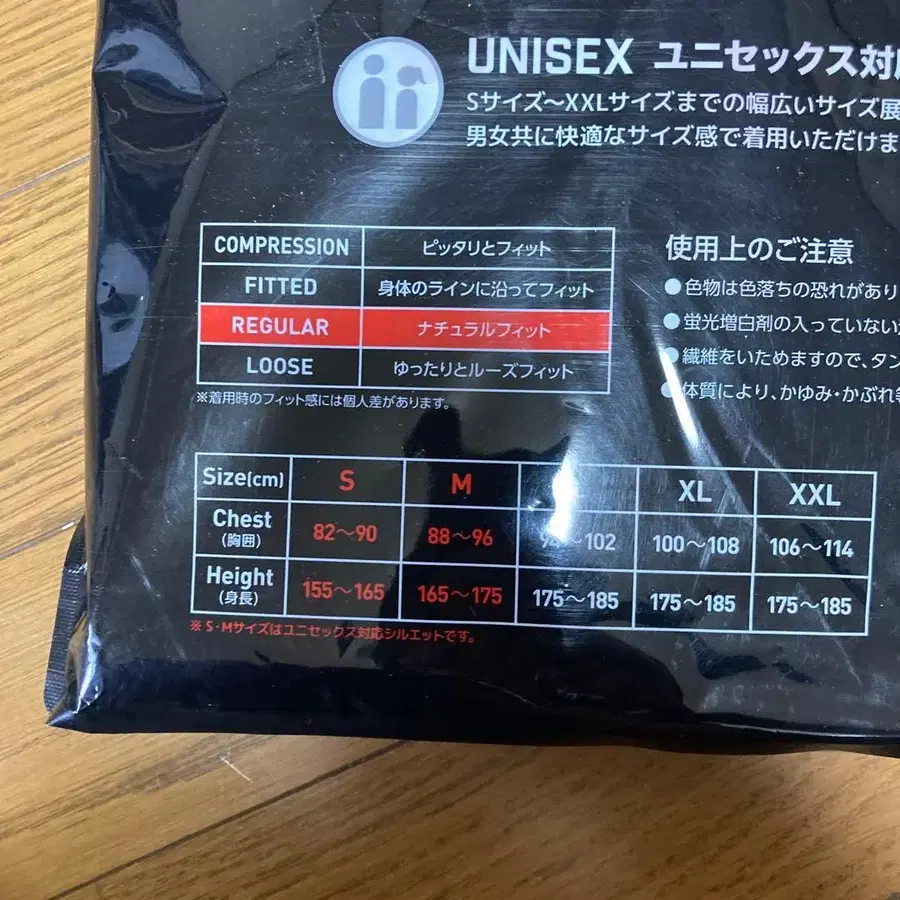 UNISEX ユニセックス対応
Sサイズ〜XXLサイズまでの幅広いサイズ展
男女共に快適なサイズ感で着用いただけま
COMPRESSION ピッタリとフィット
FITTED 身体のラインに沿ってフィット
REGULAR ナチュラルフィット
LOOSE ゆったりとルーズフィット
※着用時のフィット感には個人差があります。
使用上のご注意
●色物は色落ちの恐れがあり
●蛍光増白剤の入っていない
●繊維をいためますので、タン
●体質により、かゆみ・かぶれ等
Size(cm) S M XL XXL
Chest 82〜90 88〜96 102 100〜108 106〜114
(胸囲)
Height 155〜165 165〜175 175〜185 175〜185 175〜185
(身長)
※S・Mサイズはユニセックス対応シルエットです。